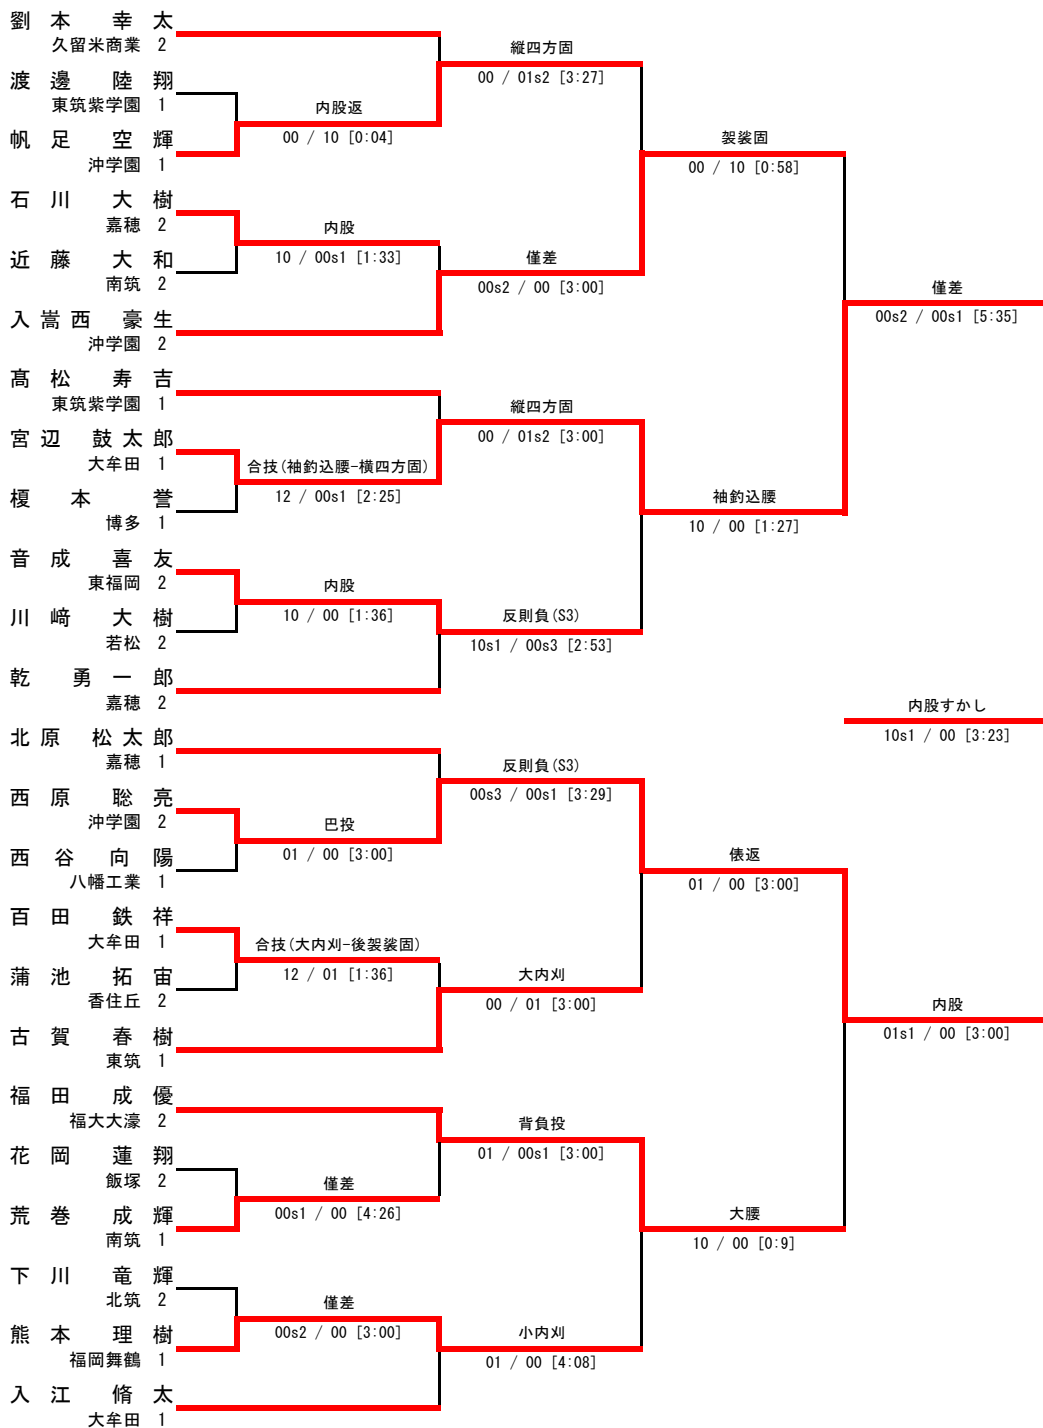 劉本 幸太
久留米商業 2
縦四方固
00 / 01s2 [3:27]
渡邊 陸翔
東筑紫学園 1
内股返
00 / 10 [0:04]
帆足 空輝
沖学園 1
袈裟固
00 / 10 [0:58]
石川 大樹
嘉穂 2
内股
10 / 00s1 [1:33]
近藤 大和
南筑 2
僅差
00s2 / 00 [3:00]
入嵩西 豪生
沖学園 2
僅差
00s2 / 00s1 [5:35]
髙松 寿吉
東筑紫学園 1
縦四方固
00 / 01s2 [3:00]
宮辺 鼓太郎
大牟田 1
合技(袖釣込腰-横四方固)
12 / 00s1 [2:25]
榎本 誉
博多 1
袖釣込腰
10 / 00 [1:27]
音成 喜友
東福岡 2
内股
10 / 00 [1:36]
川﨑 大樹
若松 2
反則負(S3)
10s1 / 00s3 [2:53]
乾 勇一郎
嘉穂 2
内股すかし
10s1 / 00 [3:23]
北原 松太郎
嘉穂 1
反則負(S3)
00s3 / 00s1 [3:29]
西原 聡亮
沖学園 2
巴投
01 / 00 [3:00]
西谷 向陽
八幡工業 1
俵返
01 / 00 [3:00]
百田 鉄祥
大牟田 1
合技(大内刈-後袈裟固)
12 / 01 [1:36]
蒲池 拓宙
香住丘 2
大内刈
00 / 01 [3:00]
古賀 春樹
東筑 1
内股
01s1 / 00 [3:00]
福田 成優
福大大濠 2
背負投
01 / 00s1 [3:00]
花岡 蓮翔
飯塚 2
僅差
00s1 / 00 [4:26]
荒巻 成輝
南筑 1
大腰
10 / 00 [0:9]
下川 竜輝
北筑 2
僅差
00s2 / 00 [3:00]
熊本 理樹
福岡舞鶴 1
小内刈
01 / 00 [4:08]
入江 脩太
大牟田 1